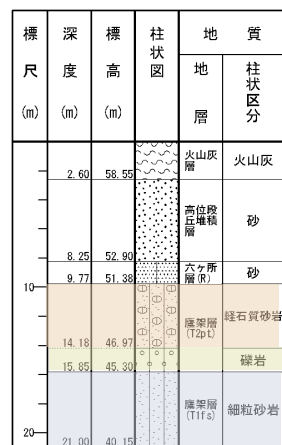 標尺(m)
深度(m)
標高(m)
柱状図
地質
地層
柱状区分
火山灰層
火山灰
2.60 58.55
高位段丘堆積層
砂
8.25 52.90
六ヶ所層(R)
砂
9.77 51.38
10
鷹架層(T2pt)
軽石質砂岩
14.18 46.97
礫岩
15.85 45.30
鷹架層(T1fs)
細粒砂岩
20
21.00 40.15